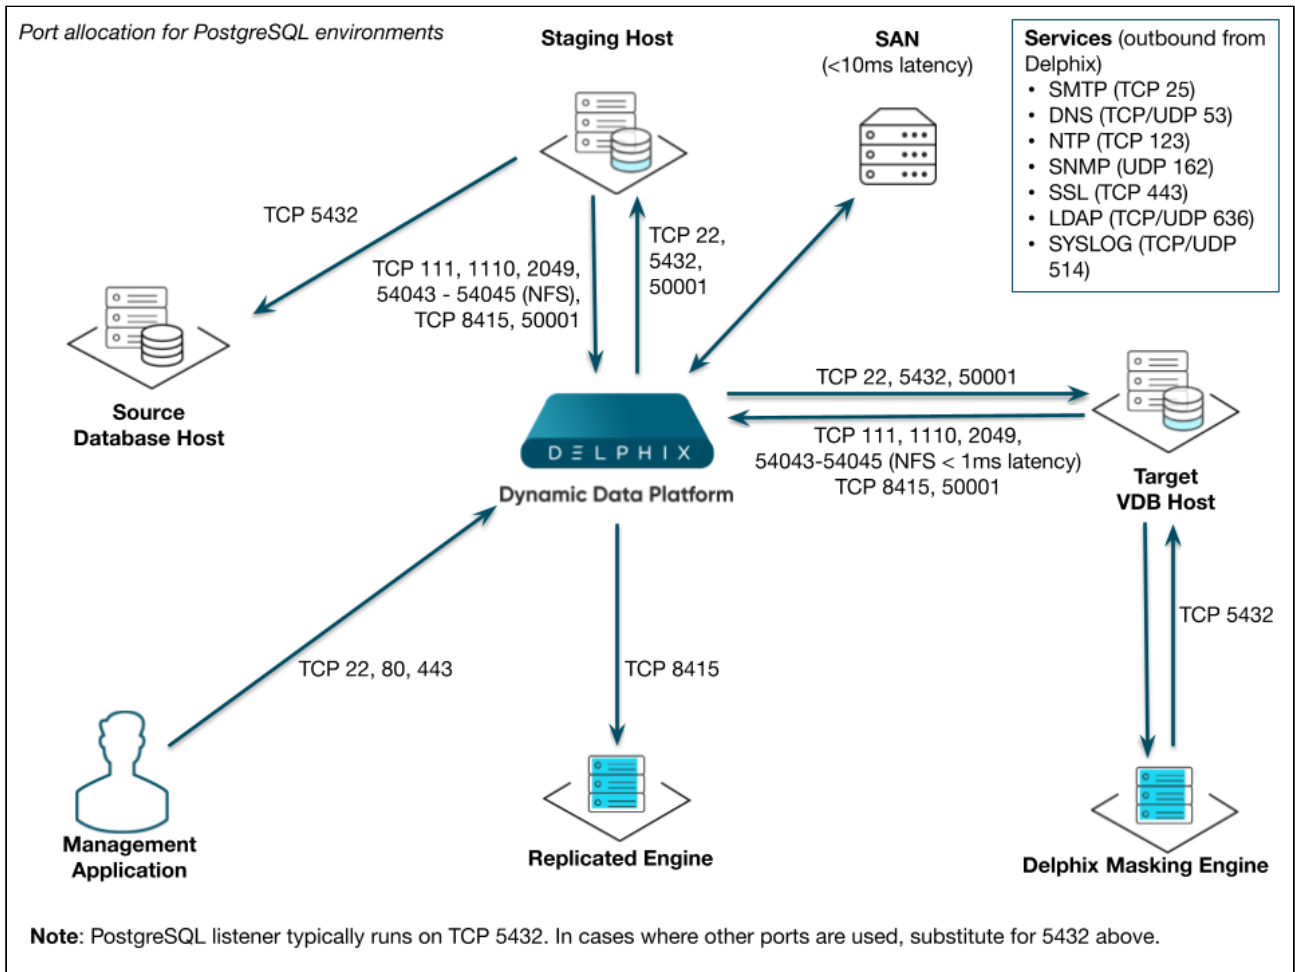 Port allocation for PostgreSQL environments
Staging Host
SAN
(<10ms latency)
Services (outbound from
Delphix)
• SMTP (TCP 25)
• DNS (TCP/UDP 53)
• NTP (TCP 123)
• SNMP (UDP 162)
• SSL (TCP 443)
• LDAP (TCP/UDP 636)
• SYSLOG (TCP/UDP
514)
TCP 5432
TCP 111, 1110, 2049,
54043 - 54045 (NFS),
TCP 8415, 50001
TCP 22,
5432,
50001
Source
Database Host
DELPHIX
Dynamic Data Platform
TCP 22, 5432, 50001
TCP 111, 1110, 2049,
54043-54045 (NFS < 1ms latency)
TCP 8415, 50001
Target
VDB Host
TCP 5432
TCP 22, 80, 443
TCP 8415
Management
Application
Replicated Engine
Delphix Masking Engine
Note: PostgreSQL listener typically runs on TCP 5432. In cases where other ports are used, substitute for 5432 above.